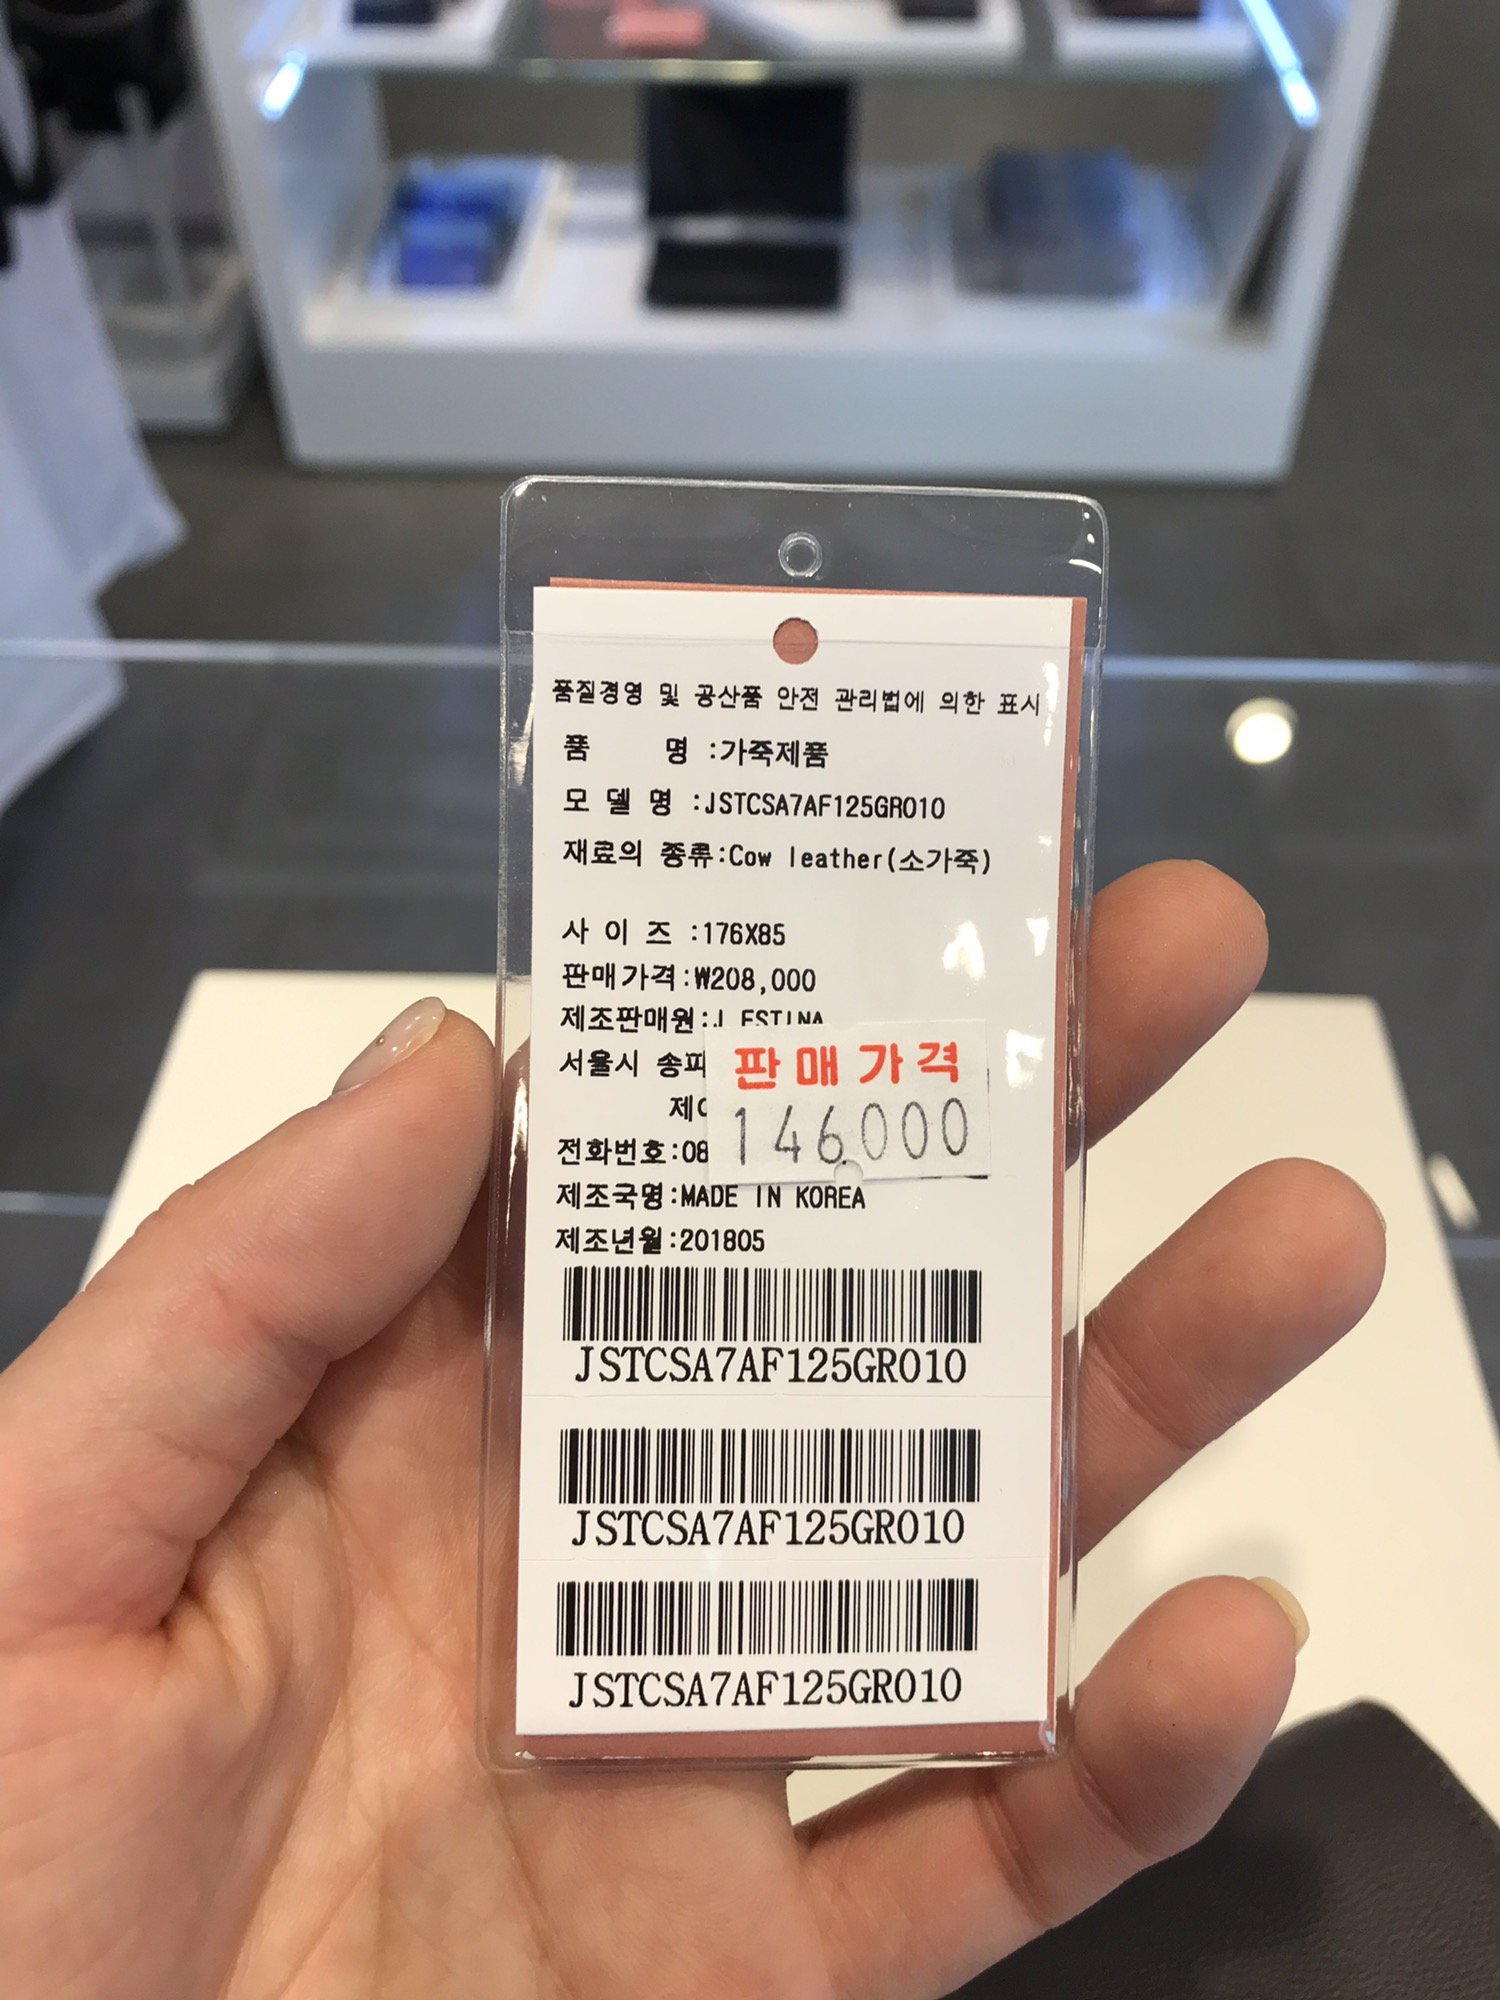 품질경영 및 공산품 안전 관리법에 의한 표시
품 명 :가죽제품
모 델 명 :JSTCSA7AF125GR010
재료의 종류:Cow leather(소가죽)
사 이 즈 :176X85
판매가격:₩208,000
제조판매원:J ESTINA
서울시 송파
판매가격
146,000
전화번호:08
제조국명:MADE IN KOREA
제조년월:201805
JSTCSA7AF125GR010
JSTCSA7AF125GR010
JSTCSA7AF125GR010